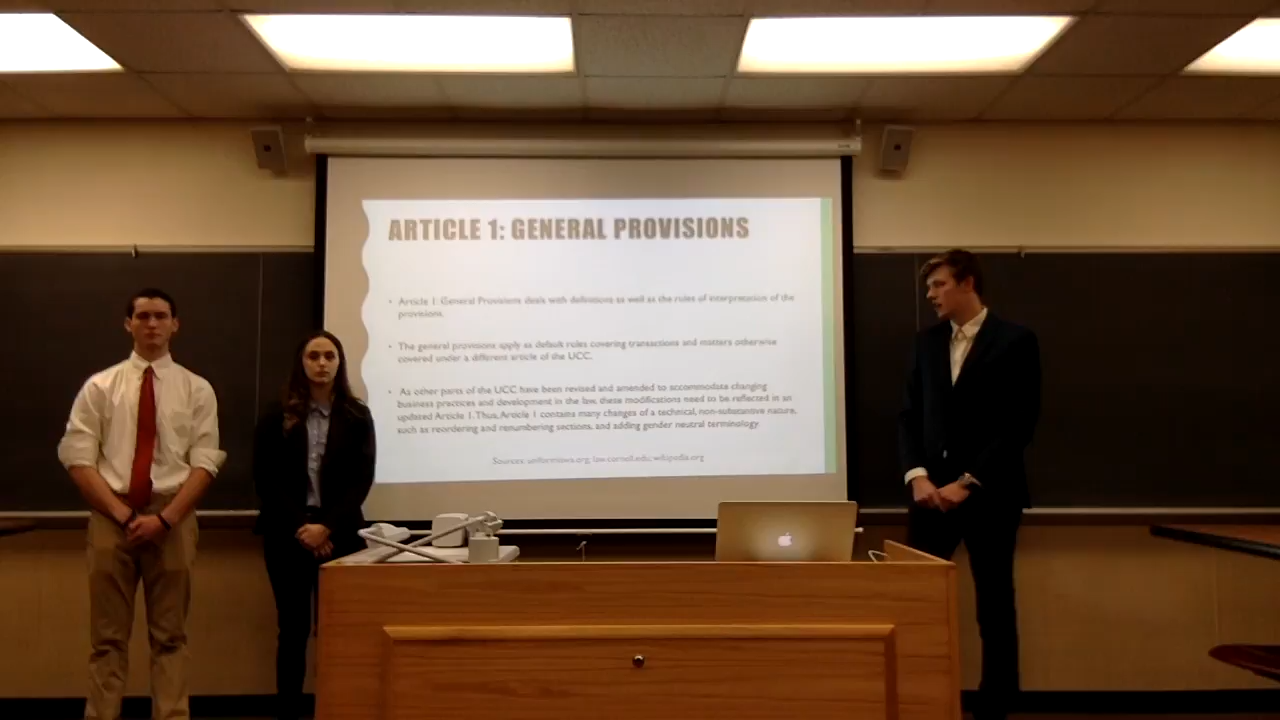 ARTICLE 1: GENERAL PROVISIONS
• Article 1: General Provisions deals with definitions as well as the rules of interpretation of the
provisions.
• The general provisions apply as default rules covering transactions and matters otherwise
covered under a different article of the UCC.
• As other parts of the UCC have been revised and amended to accommodate changing
business practices and development in the law, these modifications need to be reflected in an
updated Article 1. Thus, Article 1 contains many changes of a technical, non-substantive nature,
such as reordering and renumbering sections, and adding gender neutral terminology.
Sources: uniformlaws.org; law.cornell.edu; wikipedia.org